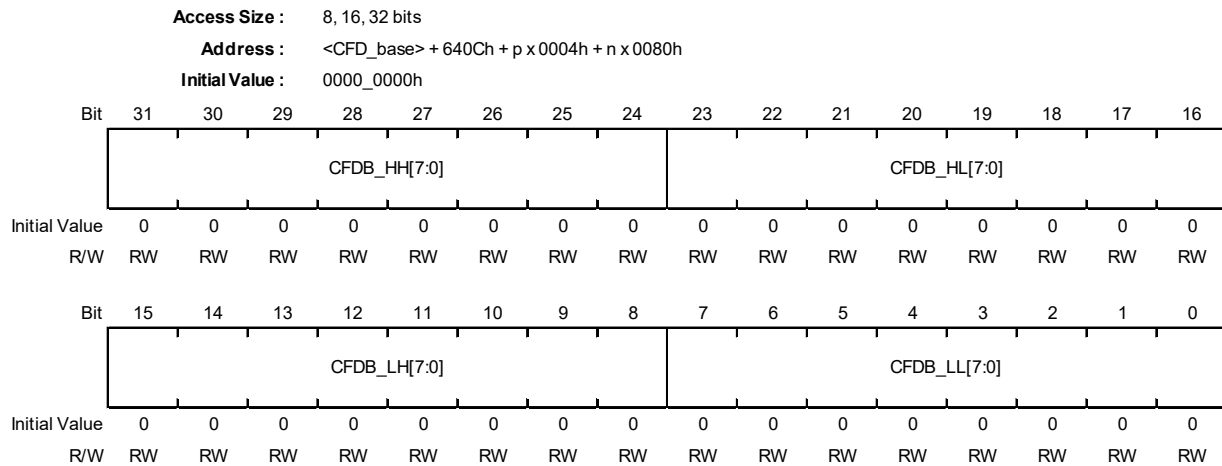 Access Size : 8, 16, 32 bits
Address : <CFD_base> + 640Ch + p x 0004h + n x 0080h
Initial Value : 0000_0000h
Bit 31 30 29 28 27 26 25 24 23 22 21 20 19 18 17 16
CFDB_HH[7:0] CFDB_HL[7:0]
Initial Value 0 0 0 0 0 0 0 0 0 0 0 0 0 0 0 0
R/W RW RW RW RW RW RW RW RW RW RW RW RW RW RW RW RW
Bit 15 14 13 12 11 10 9 8 7 6 5 4 3 2 1 0
CFDB_LH[7:0] CFDB_LL[7:0]
Initial Value 0 0 0 0 0 0 0 0 0 0 0 0 0 0 0 0
R/W RW RW RW RW RW RW RW RW RW RW RW RW RW RW RW RW